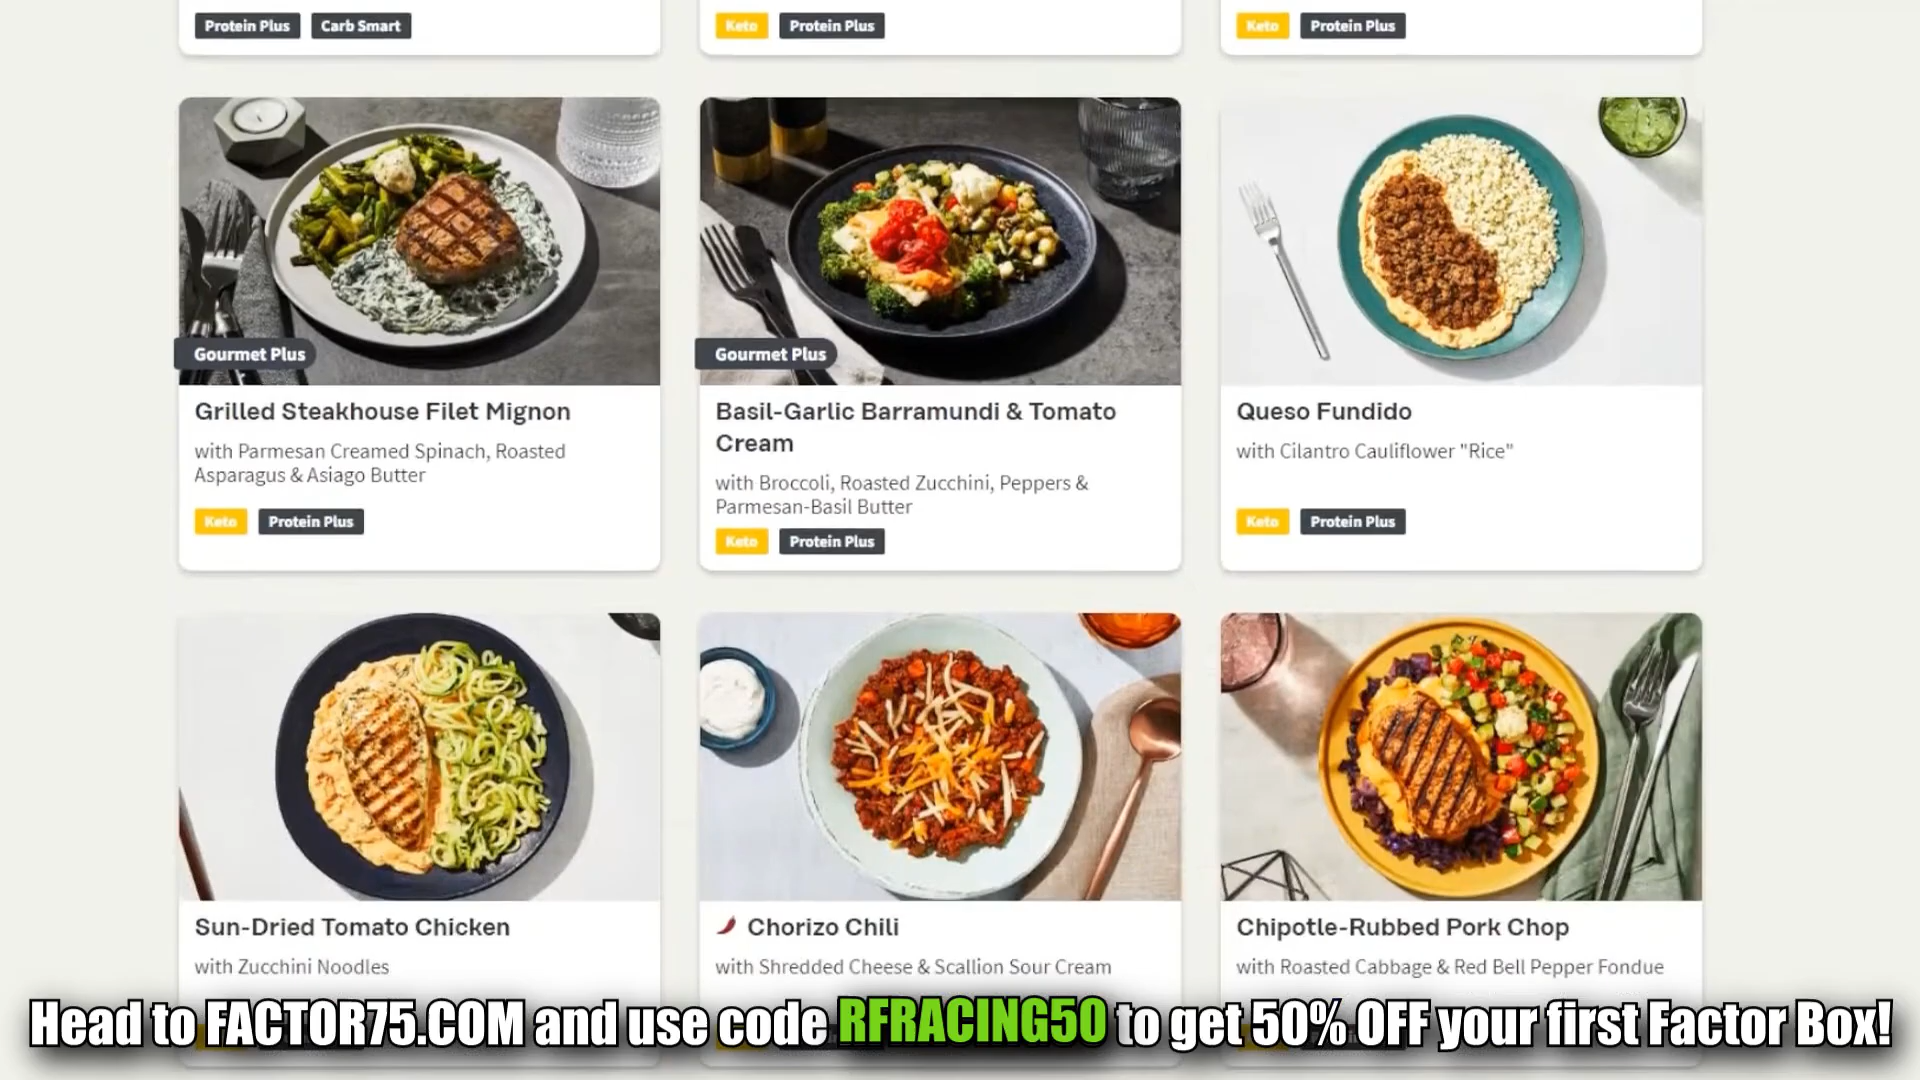 Protein Plus Carb Smart
Keto Protein Plus
Keto Protein Plus
Gourmet Plus
Grilled Steakhouse Filet Mignon
with Parmesan Creamed Spinach, Roasted
Asparagus & Asiago Butter
Keto Protein Plus
Gourmet Plus
Basil-Garlic Barramundi & Tomato
Cream
with Broccoli, Roasted Zucchini, Peppers &
Parmesan-Basil Butter
Keto Protein Plus
Queso Fundido
with Cilantro Cauliflower "Rice"
Keto Protein Plus
Sun-Dried Tomato Chicken
with Zucchini Noodles
Chorizo Chili
with Shredded Cheese & Scallion Sour Cream
Chipotle-Rubbed Pork Chop
with Roasted Cabbage & Red Bell Pepper Fondue
Head to FACTOR75.COM and use code RFRACING50 to get 50% OFF your first Factor Box!